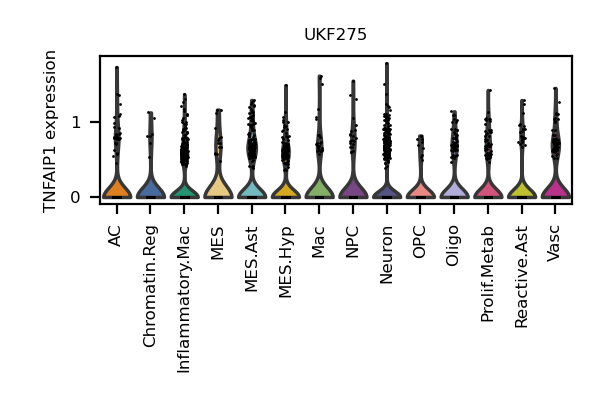 UKF275
TNFAIP1 expression
1
0
AC
Chromatin.Reg
Inflammatory.Mac
MES
MES.Ast
MES.Hyp
Mac
NPC
Neuron
OPC
Oligo
Prolif.Metab
Reactive.Ast
Vasc